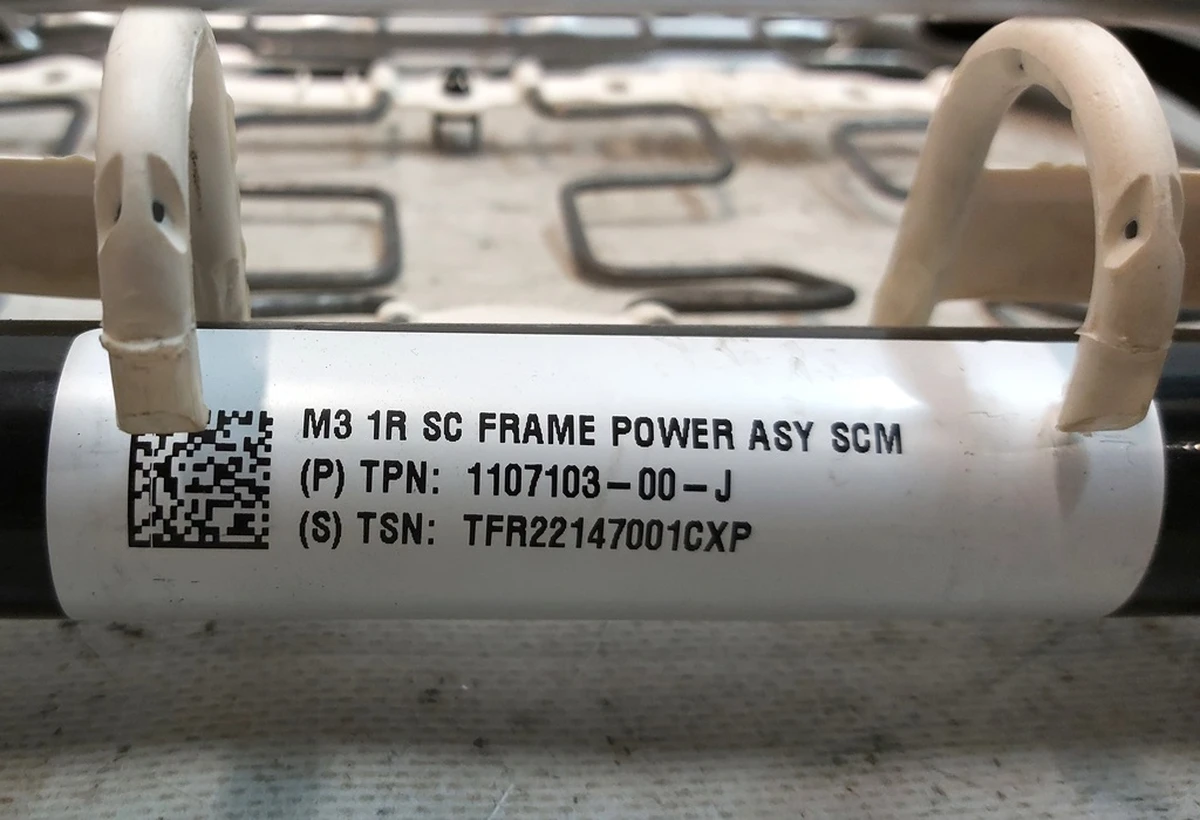 M3 1R SC FRAME POWER ASY SCM
(P) TPN: 1107103-00-J
(S) TSN: TFR22147001CXP